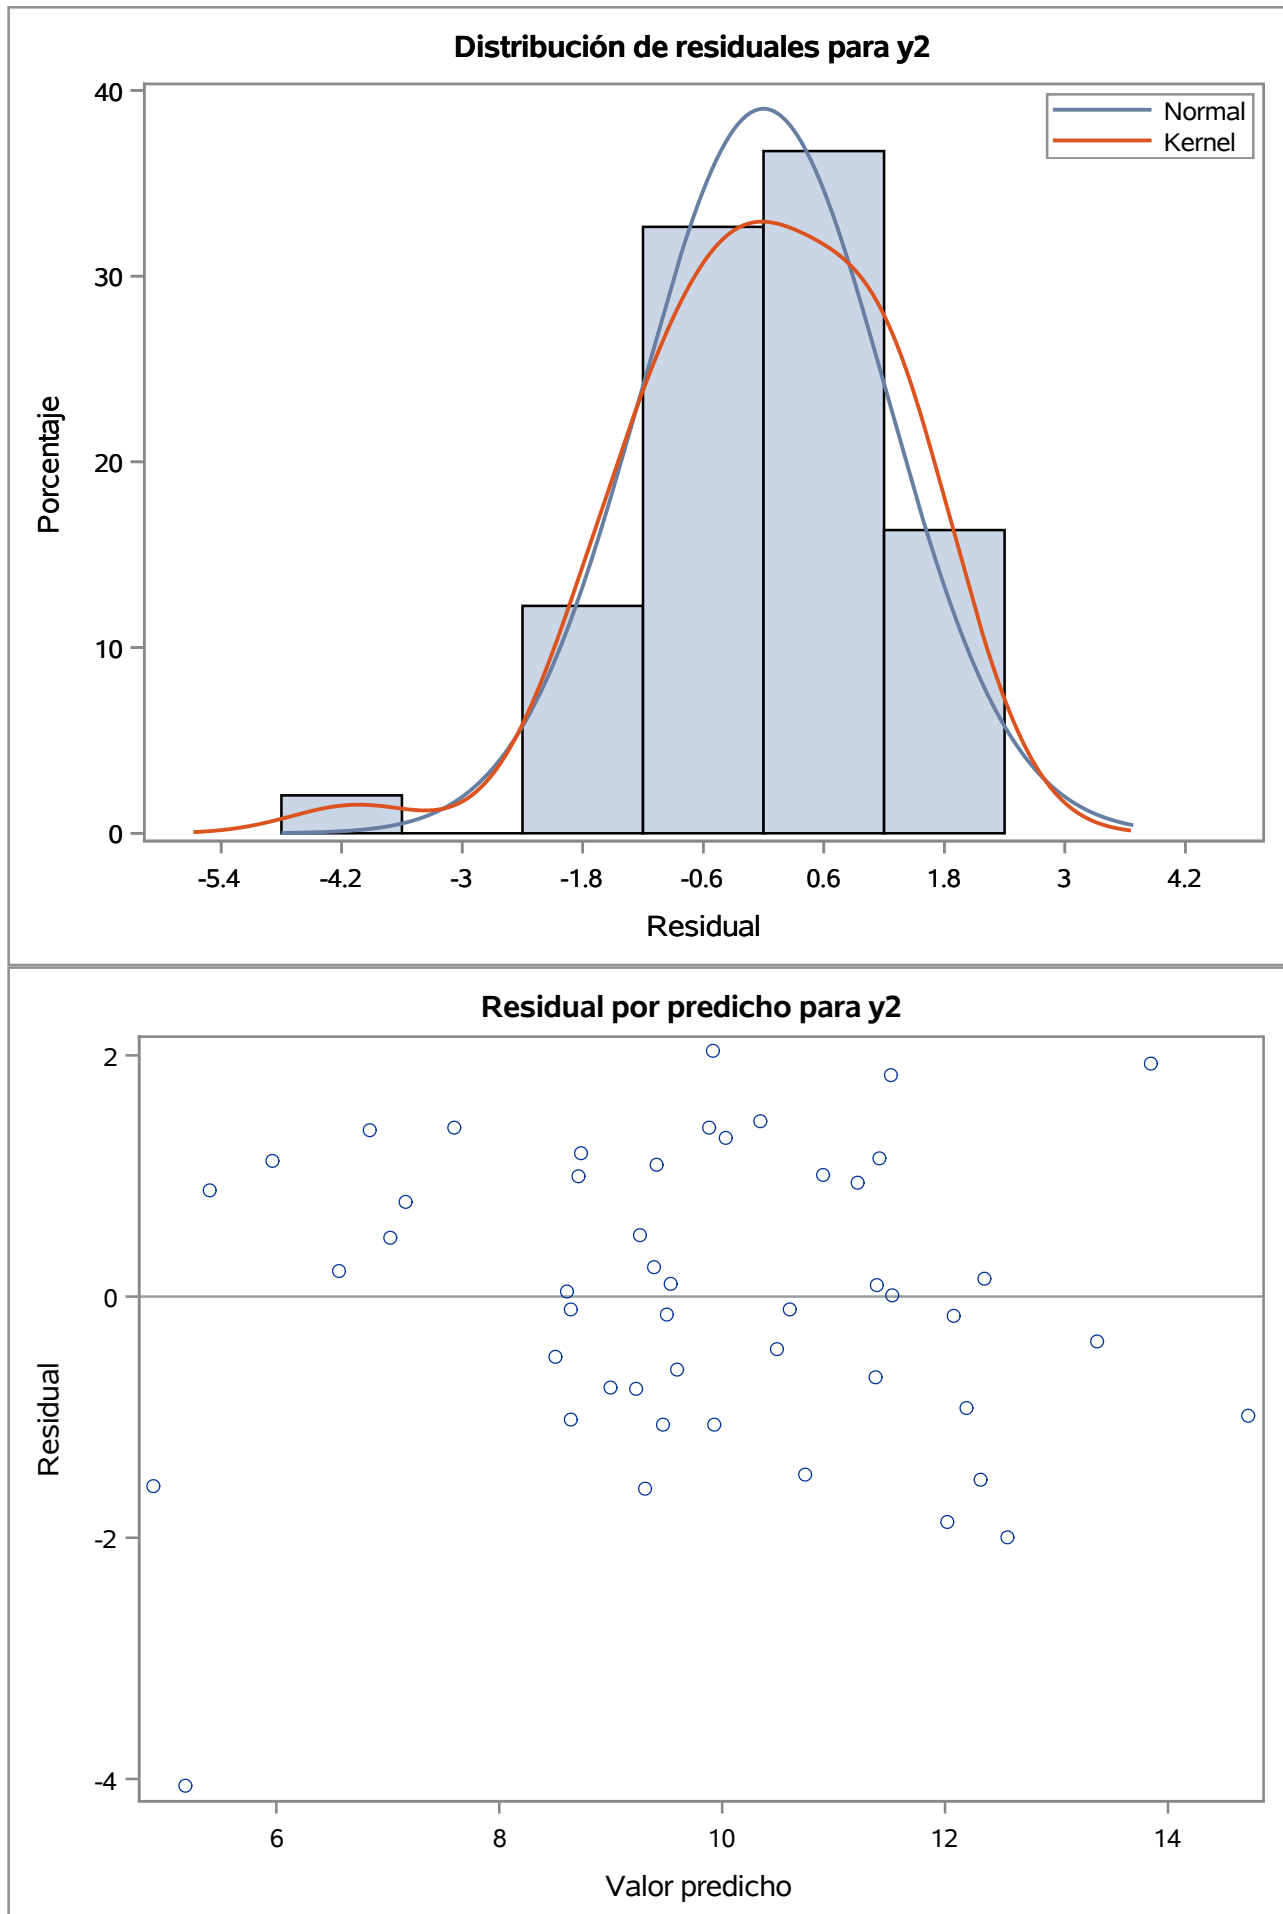 Distribución de residuales para y2
40
30
20
10
0
Porcentaje
Normal
Kernel
-5.4 -4.2 -3 -1.8 -0.6 0.6 1.8 3 4.2
Residual
Residual por predicho para y2
2
0
-2
-4
Residual
6 8 10 12 14
Valor predicho